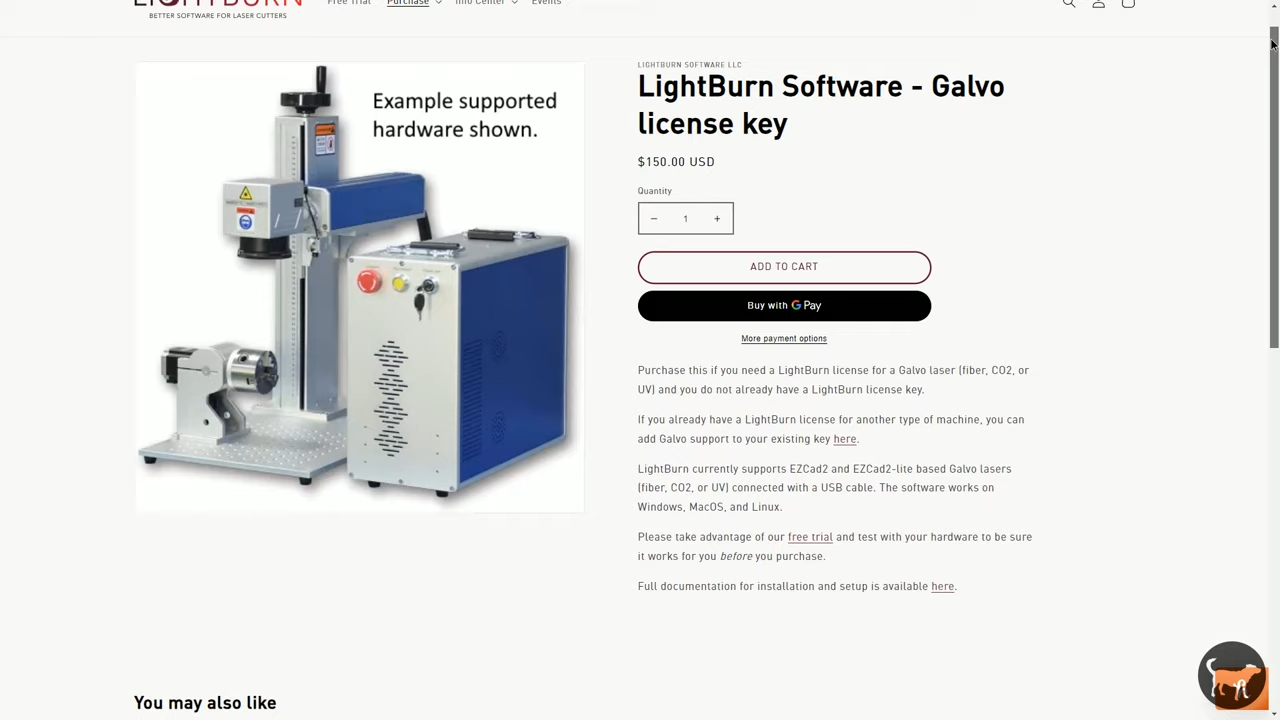 LIGHTBURN
BETTER SOFTWARE FOR LASER CUTTERS
Free Trial
Purchase
Info Center
Events
Example supported
hardware shown.
LIGHTBURN SOFTWARE LLC
LightBurn Software - Galvo
license key
$150.00 USD
Quantity
− 1 +
ADD TO CART
Buy with G Pay
More payment options
Purchase this if you need a LightBurn license for a Galvo laser (fiber, CO2, or
UV) and you do not already have a LightBurn license key.
If you already have a LightBurn license for another type of machine, you can
add Galvo support to your existing key here.
LightBurn currently supports EZCad2 and EZCad2-lite based Galvo lasers
(fiber, CO2, or UV) connected with a USB cable. The software works on
Windows, MacOS, and Linux.
Please take advantage of our free trial and test with your hardware to be sure
it works for you before you purchase.
Full documentation for installation and setup is available here.
You may also like